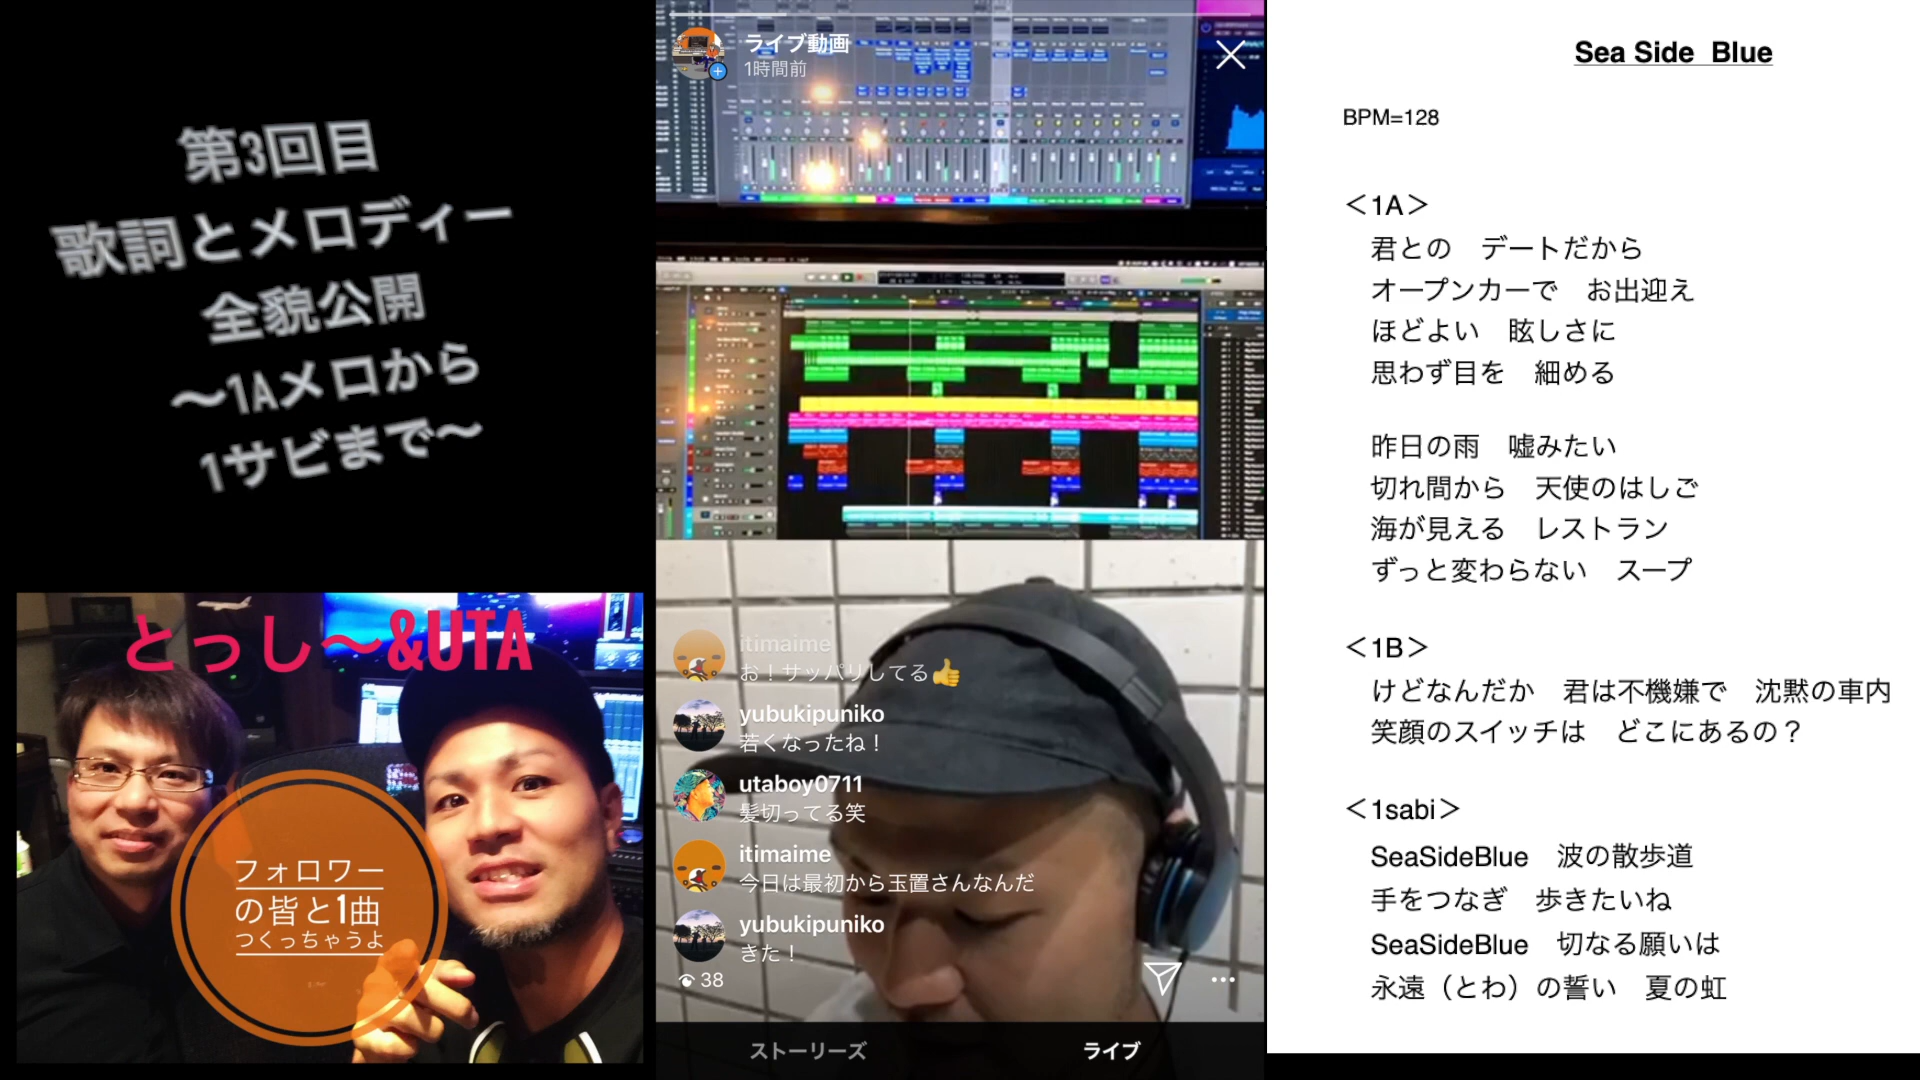 第3回目
歌詞とメロディー
全貌公開
〜1Aメロから
1サビまで〜
とっし〜&UTA
フォロワー
の皆と1曲
つくっちゃうよ
ライブ動画
1時間前
itimaime
お！サッパリしてる👍
yubukipuniko
若くなったね！
utaboy0711
髪切ってる笑
itimaime
今日は最初から玉置さんなんだ
yubukipuniko
きた！
38
ストーリーズ
ライブ
Sea Side Blue
BPM=128
＜1A＞
君との　デートだから
オープンカーで　お出迎え
ほどよい　眩しさに
思わず目を　細める
昨日の雨　嘘みたい
切れ間から　天使のはしご
海が見える　レストラン
ずっと変わらない　スープ
＜1B＞
けどなんだか　君は不機嫌で　沈黙の車内
笑顔のスイッチは　どこにあるの？
＜1sabi＞
SeaSideBlue　波の散歩道
手をつなぎ　歩きたいね
SeaSideBlue　切なる願いは
永遠（とわ）の誓い　夏の虹